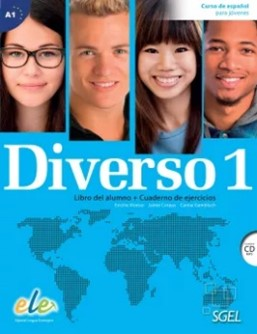 A1
Curso de español
para jóvenes
Diverso 1
Libro del alumno + Cuaderno de ejercicios
CD
ele
SGEL